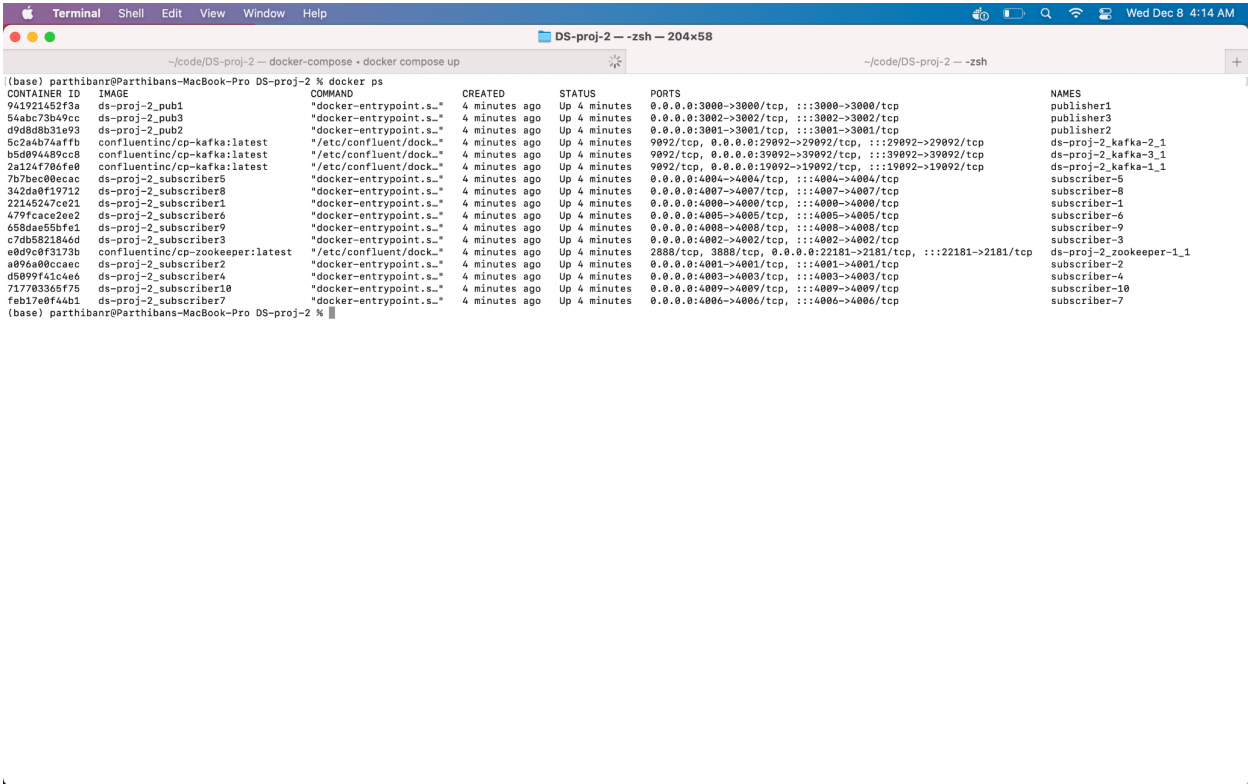 Terminal Shell Edit View Window Help Wed Dec 8 4:14 AM
DS-proj-2 — -zsh — 204×58
~/code/DS-proj-2 — docker-compose • docker compose up ~/code/DS-proj-2 — -zsh +
(base) parthibanr@Parthibans-MacBook-Pro DS-proj-2 % docker ps
CONTAINER ID IMAGE COMMAND CREATED STATUS PORTS NAMES
941921452f3a ds-proj-2_pub1 "docker-entrypoint.s…" 4 minutes ago Up 4 minutes 0.0.0.0:3000->3000/tcp, :::3000->3000/tcp publisher1
54abc73b49cc ds-proj-2_pub3 "docker-entrypoint.s…" 4 minutes ago Up 4 minutes 0.0.0.0:3002->3002/tcp, :::3002->3002/tcp publisher3
d9d8d8b31e93 ds-proj-2_pub2 "docker-entrypoint.s…" 4 minutes ago Up 4 minutes 0.0.0.0:3001->3001/tcp, :::3001->3001/tcp publisher2
5c2a4b74affb confluentinc/cp-kafka:latest "/etc/confluent/dock…" 4 minutes ago Up 4 minutes 9092/tcp, 0.0.0.0:29092->29092/tcp, :::29092->29092/tcp ds-proj-2_kafka-2_1
b5d094489cc8 confluentinc/cp-kafka:latest "/etc/confluent/dock…" 4 minutes ago Up 4 minutes 9092/tcp, 0.0.0.0:39092->39092/tcp, :::39092->39092/tcp ds-proj-2_kafka-3_1
2a124f706fe0 confluentinc/cp-kafka:latest "/etc/confluent/dock…" 4 minutes ago Up 4 minutes 9092/tcp, 0.0.0.0:19092->19092/tcp, :::19092->19092/tcp ds-proj-2_kafka-1_1
7b7bec00ecac ds-proj-2_subscriber5 "docker-entrypoint.s…" 4 minutes ago Up 4 minutes 0.0.0.0:4004->4004/tcp, :::4004->4004/tcp subscriber-5
342da0f19712 ds-proj-2_subscriber8 "docker-entrypoint.s…" 4 minutes ago Up 4 minutes 0.0.0.0:4007->4007/tcp, :::4007->4007/tcp subscriber-8
22145247ce21 ds-proj-2_subscriber1 "docker-entrypoint.s…" 4 minutes ago Up 4 minutes 0.0.0.0:4000->4000/tcp, :::4000->4000/tcp subscriber-1
479fcace2ee2 ds-proj-2_subscriber6 "docker-entrypoint.s…" 4 minutes ago Up 4 minutes 0.0.0.0:4005->4005/tcp, :::4005->4005/tcp subscriber-6
658dae55bfe1 ds-proj-2_subscriber9 "docker-entrypoint.s…" 4 minutes ago Up 4 minutes 0.0.0.0:4008->4008/tcp, :::4008->4008/tcp subscriber-9
c7db5821846d ds-proj-2_subscriber3 "docker-entrypoint.s…" 4 minutes ago Up 4 minutes 0.0.0.0:4002->4002/tcp, :::4002->4002/tcp subscriber-3
e0d9c0f3173b confluentinc/cp-zookeeper:latest "/etc/confluent/dock…" 4 minutes ago Up 4 minutes 2888/tcp, 3888/tcp, 0.0.0.0:22181->2181/tcp, :::22181->2181/tcp ds-proj-2_zookeeper-1_1
a096a00ccaec ds-proj-2_subscriber2 "docker-entrypoint.s…" 4 minutes ago Up 4 minutes 0.0.0.0:4001->4001/tcp, :::4001->4001/tcp subscriber-2
d5099f41c4e6 ds-proj-2_subscriber4 "docker-entrypoint.s…" 4 minutes ago Up 4 minutes 0.0.0.0:4003->4003/tcp, :::4003->4003/tcp subscriber-4
717703365f75 ds-proj-2_subscriber10 "docker-entrypoint.s…" 4 minutes ago Up 4 minutes 0.0.0.0:4009->4009/tcp, :::4009->4009/tcp subscriber-10
feb17e0f44b1 ds-proj-2_subscriber7 "docker-entrypoint.s…" 4 minutes ago Up 4 minutes 0.0.0.0:4006->4006/tcp, :::4006->4006/tcp subscriber-7
(base) parthibanr@Parthibans-MacBook-Pro DS-proj-2 %